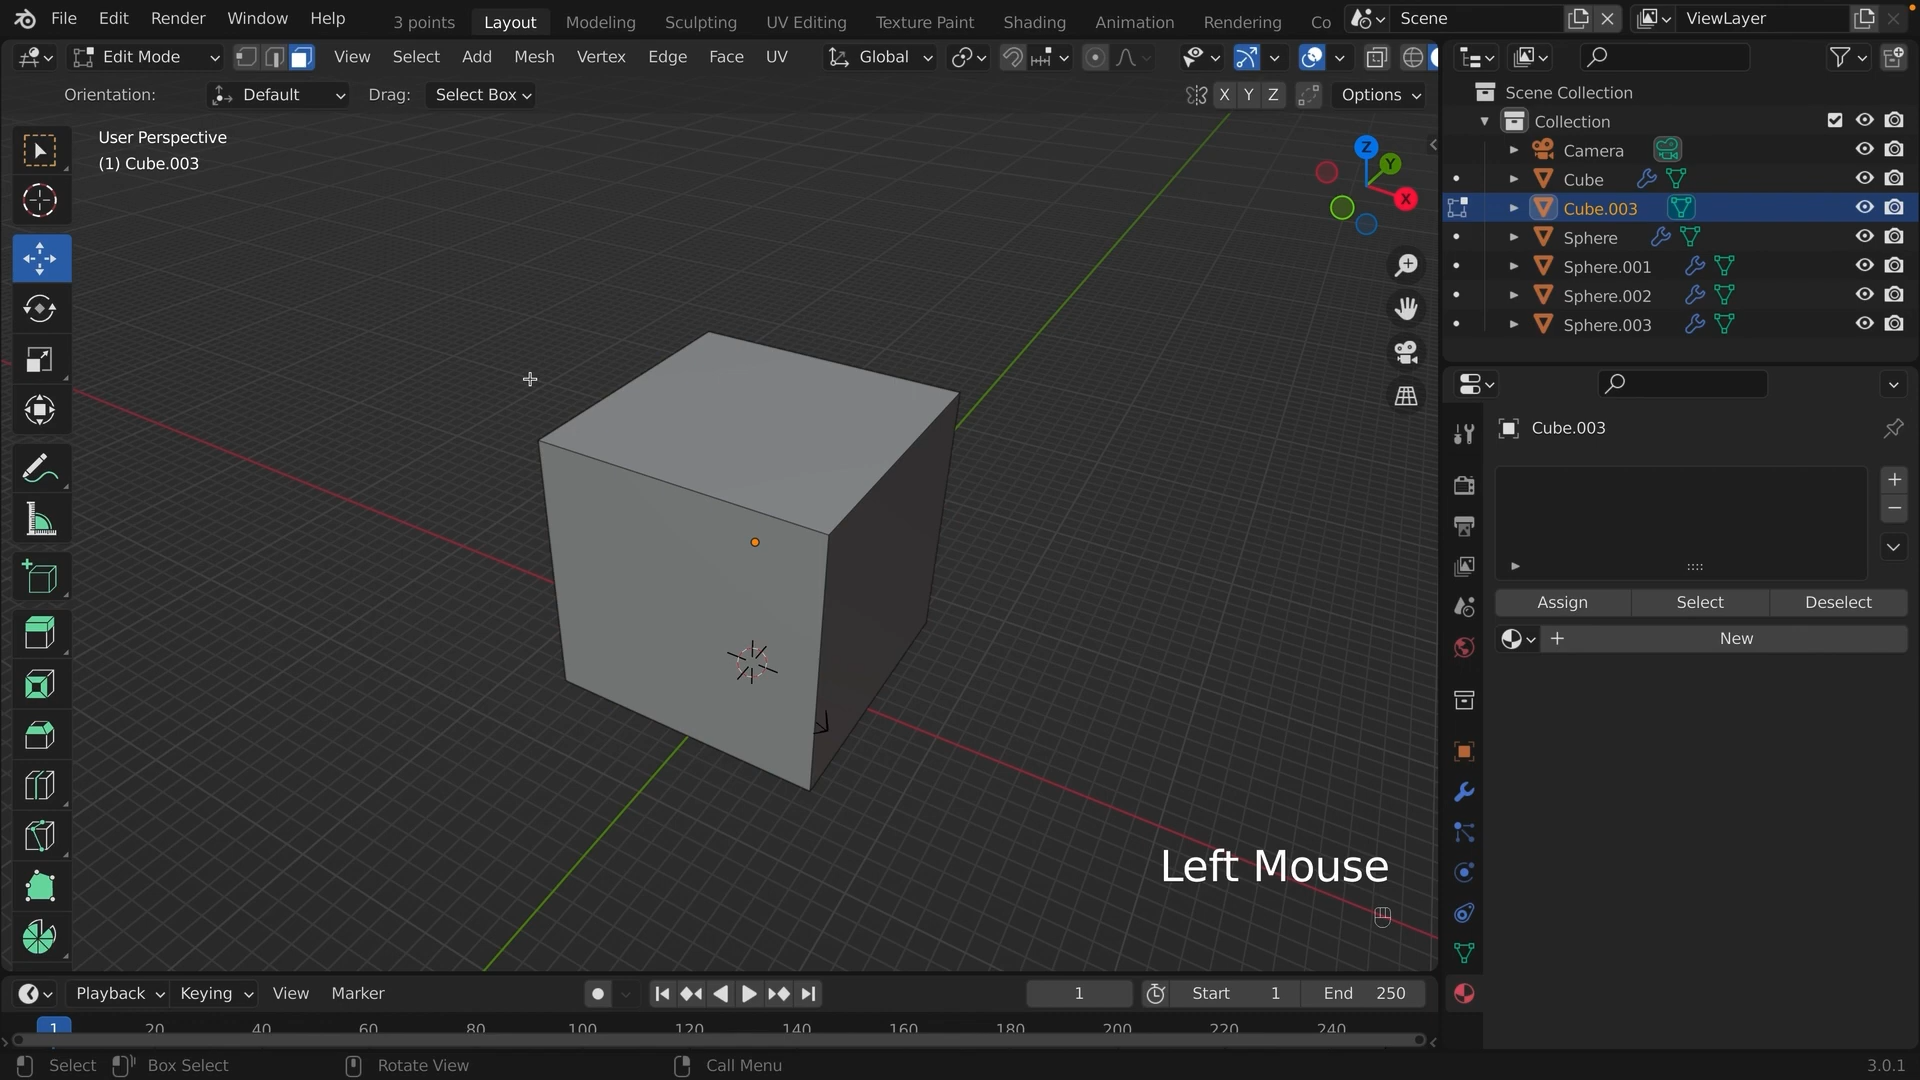 File Edit Render Window Help 3 points Layout Modeling Sculpting UV Editing Texture Paint Shading Animation Rendering Co Scene ViewLayer
Edit Mode View Select Add Mesh Vertex Edge Face UV Global
Orientation: Default Drag: Select Box X Y Z Options
User Perspective
(1) Cube.003
Z
Y
X
Scene Collection
Collection
Camera
Cube
Cube.003
Sphere
Sphere.001
Sphere.002
Sphere.003
Cube.003
Assign Select Deselect
New
Left Mouse
Playback Keying View Marker 1 Start 1 End 250
1 20 40 60 80 100 120 140 160 180 200 220 240
Select Box Select Rotate View Call Menu 3.0.1